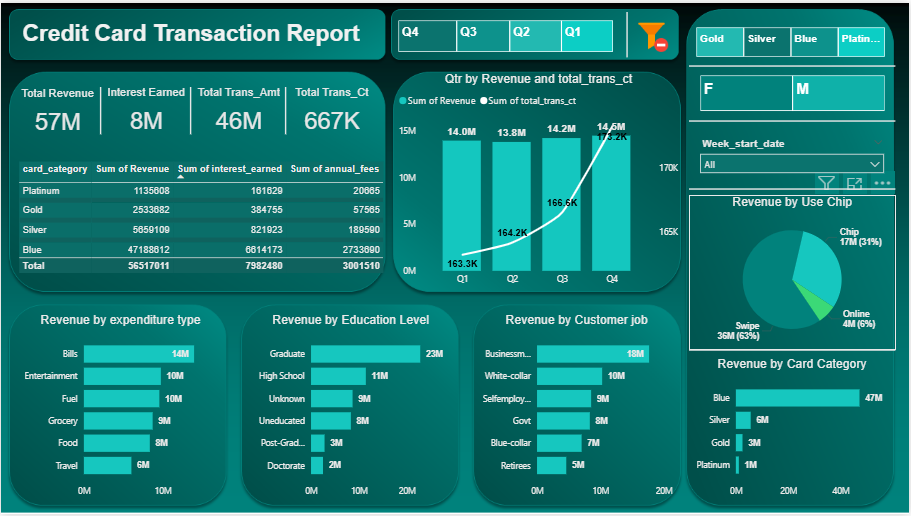 Credit Card Transaction Report
Q4 Q3 Q2 Q1
Gold Silver Blue Platin...
F M
Week_start_date
All
Total Revenue Interest Earned Total Trans_Amt Total Trans_Ct
57M 8M 46M 667K
card_category Sum of Revenue Sum of interest_earned Sum of annual_fees
Platinum 1135608 161629 20665
Gold 2533682 384755 57565
Silver 5659109 821923 189590
Blue 47188612 6614173 2733690
Total 56517011 7982480 3001510
Qtr by Revenue and total_trans_ct
Sum of Revenue Sum of total_trans_ct
15M
10M
5M
0M
14.0M 13.8M 14.2M 14.5M
163.3K 164.2K 166.6K 173.2K
170K
165K
Q1 Q2 Q3 Q4
Revenue by Use Chip
Chip
17M (31%)
Online
4M (6%)
Swipe
36M (63%)
Revenue by expenditure type
Bills 14M
Entertainment 10M
Fuel 10M
Grocery 9M
Food 8M
Travel 6M
0M 10M
Revenue by Education Level
Graduate 23M
High School 11M
Unknown 9M
Uneducated 8M
Post-Grad... 3M
Doctorate 2M
0M 10M 20M
Revenue by Customer job
Businessm... 18M
White-collar 10M
Selfemploy... 9M
Govt 8M
Blue-collar 7M
Retirees 5M
0M 10M 20M
Revenue by Card Category
Blue 47M
Silver 6M
Gold 3M
Platinum 1M
0M 20M 40M